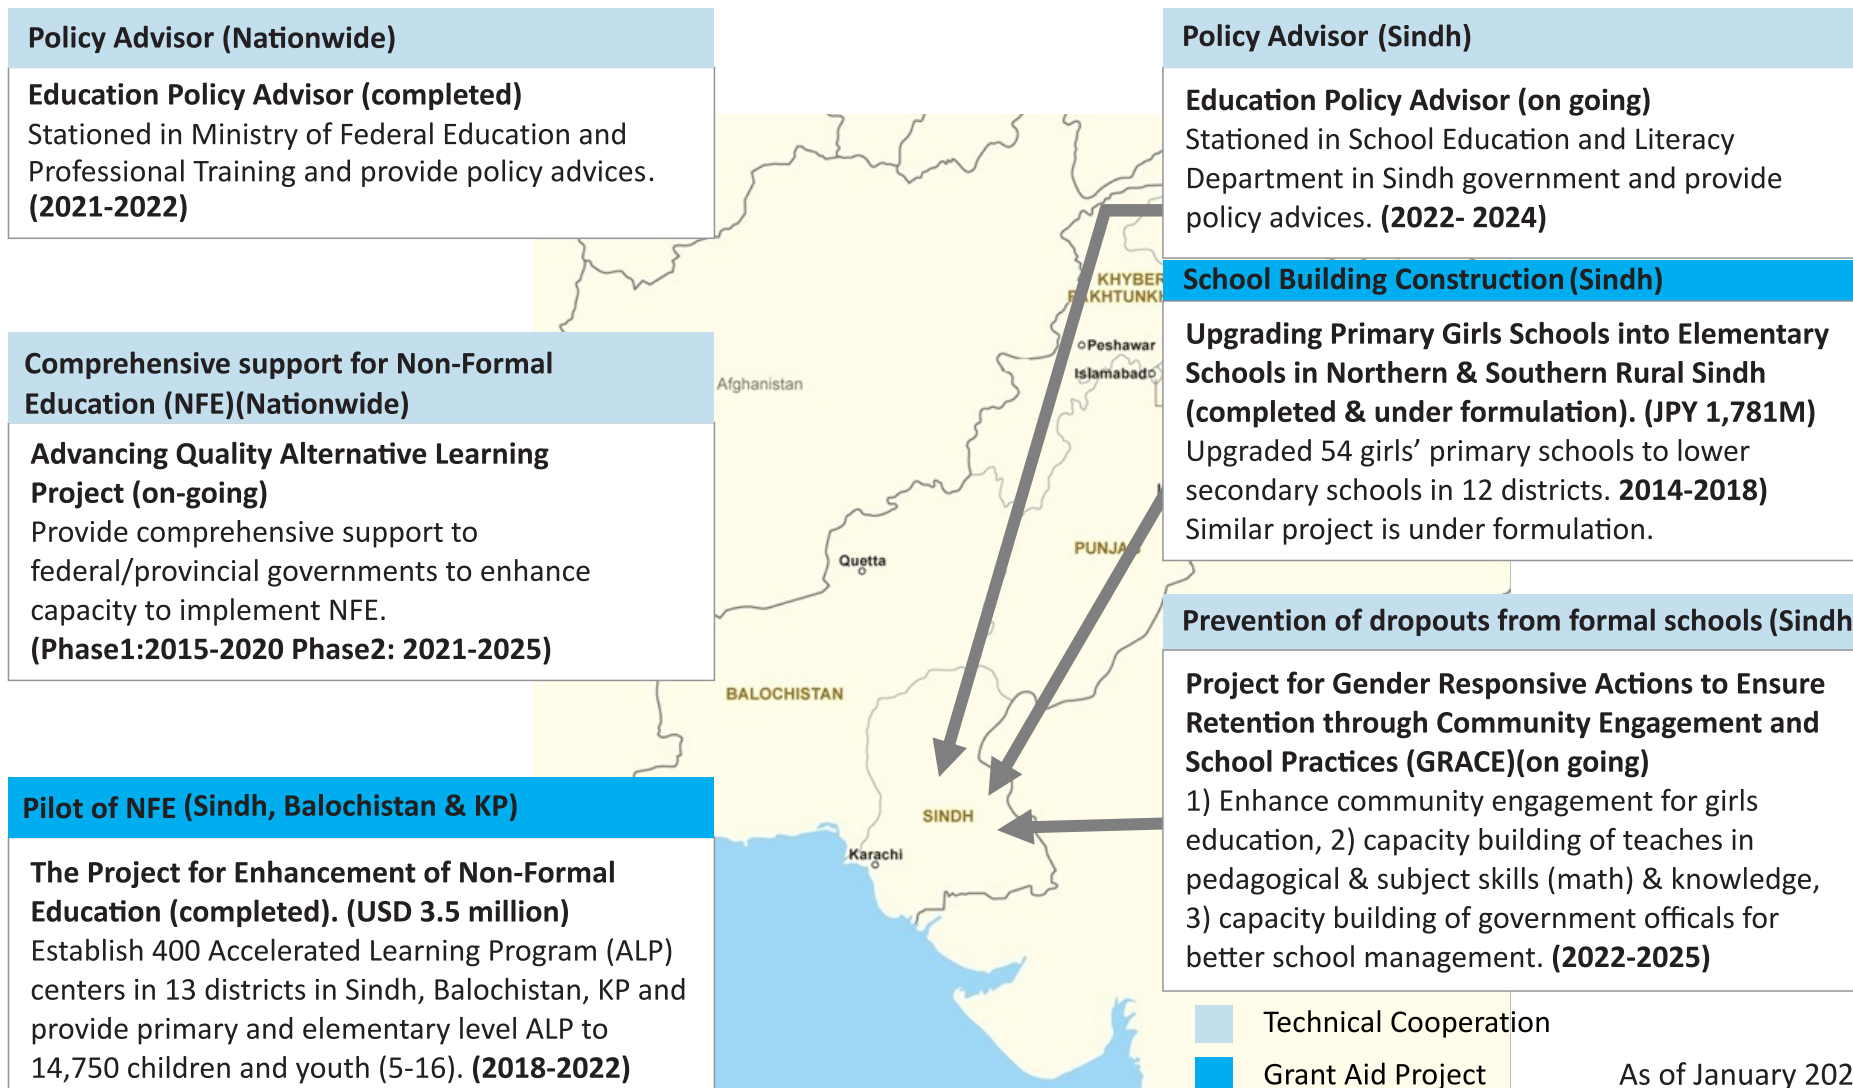 Policy Advisor (Nationwide)
Education Policy Advisor (completed)
Stationed in Ministry of Federal Education and
Professional Training and provide policy advices.
(2021-2022)
Comprehensive support for Non-Formal
Education (NFE)(Nationwide)
Advancing Quality Alternative Learning
Project (on-going)
Provide comprehensive support to
federal/provincial governments to enhance
capacity to implement NFE.
(Phase1:2015-2020 Phase2: 2021-2025)
Pilot of NFE (Sindh, Balochistan & KP)
The Project for Enhancement of Non-Formal
Education (completed). (USD 3.5 million)
Establish 400 Accelerated Learning Program (ALP)
centers in 13 districts in Sindh, Balochistan, KP and
provide primary and elementary level ALP to
14,750 children and youth (5-16). (2018-2022)
KHYBER
Peshawar
Islamabad
Afghanistan
Quetta
BALOCHISTAN
SINDH
Karachi
Policy Advisor (Sindh)
Education Policy Advisor (on going)
Stationed in School Education and Literacy
Department in Sindh government and provide
policy advices. (2022- 2024)
School Building Construction (Sindh)
Upgrading Primary Girls Schools into Elementary
Schools in Northern & Southern Rural Sindh
(completed & under formulation). (JPY 1,781M)
Upgraded 54 girls’ primary schools to lower
secondary schools in 12 districts. 2014-2018)
Similar project is under formulation.
Prevention of dropouts from formal schools (Sindh
Project for Gender Responsive Actions to Ensure
Retention through Community Engagement and
School Practices (GRACE)(on going)
1) Enhance community engagement for girls
education, 2) capacity building of teaches in
pedagogical & subject skills (math) & knowledge,
3) capacity building of government officals for
better school management. (2022-2025)
Technical Cooperation
Grant Aid Project
As of January 202